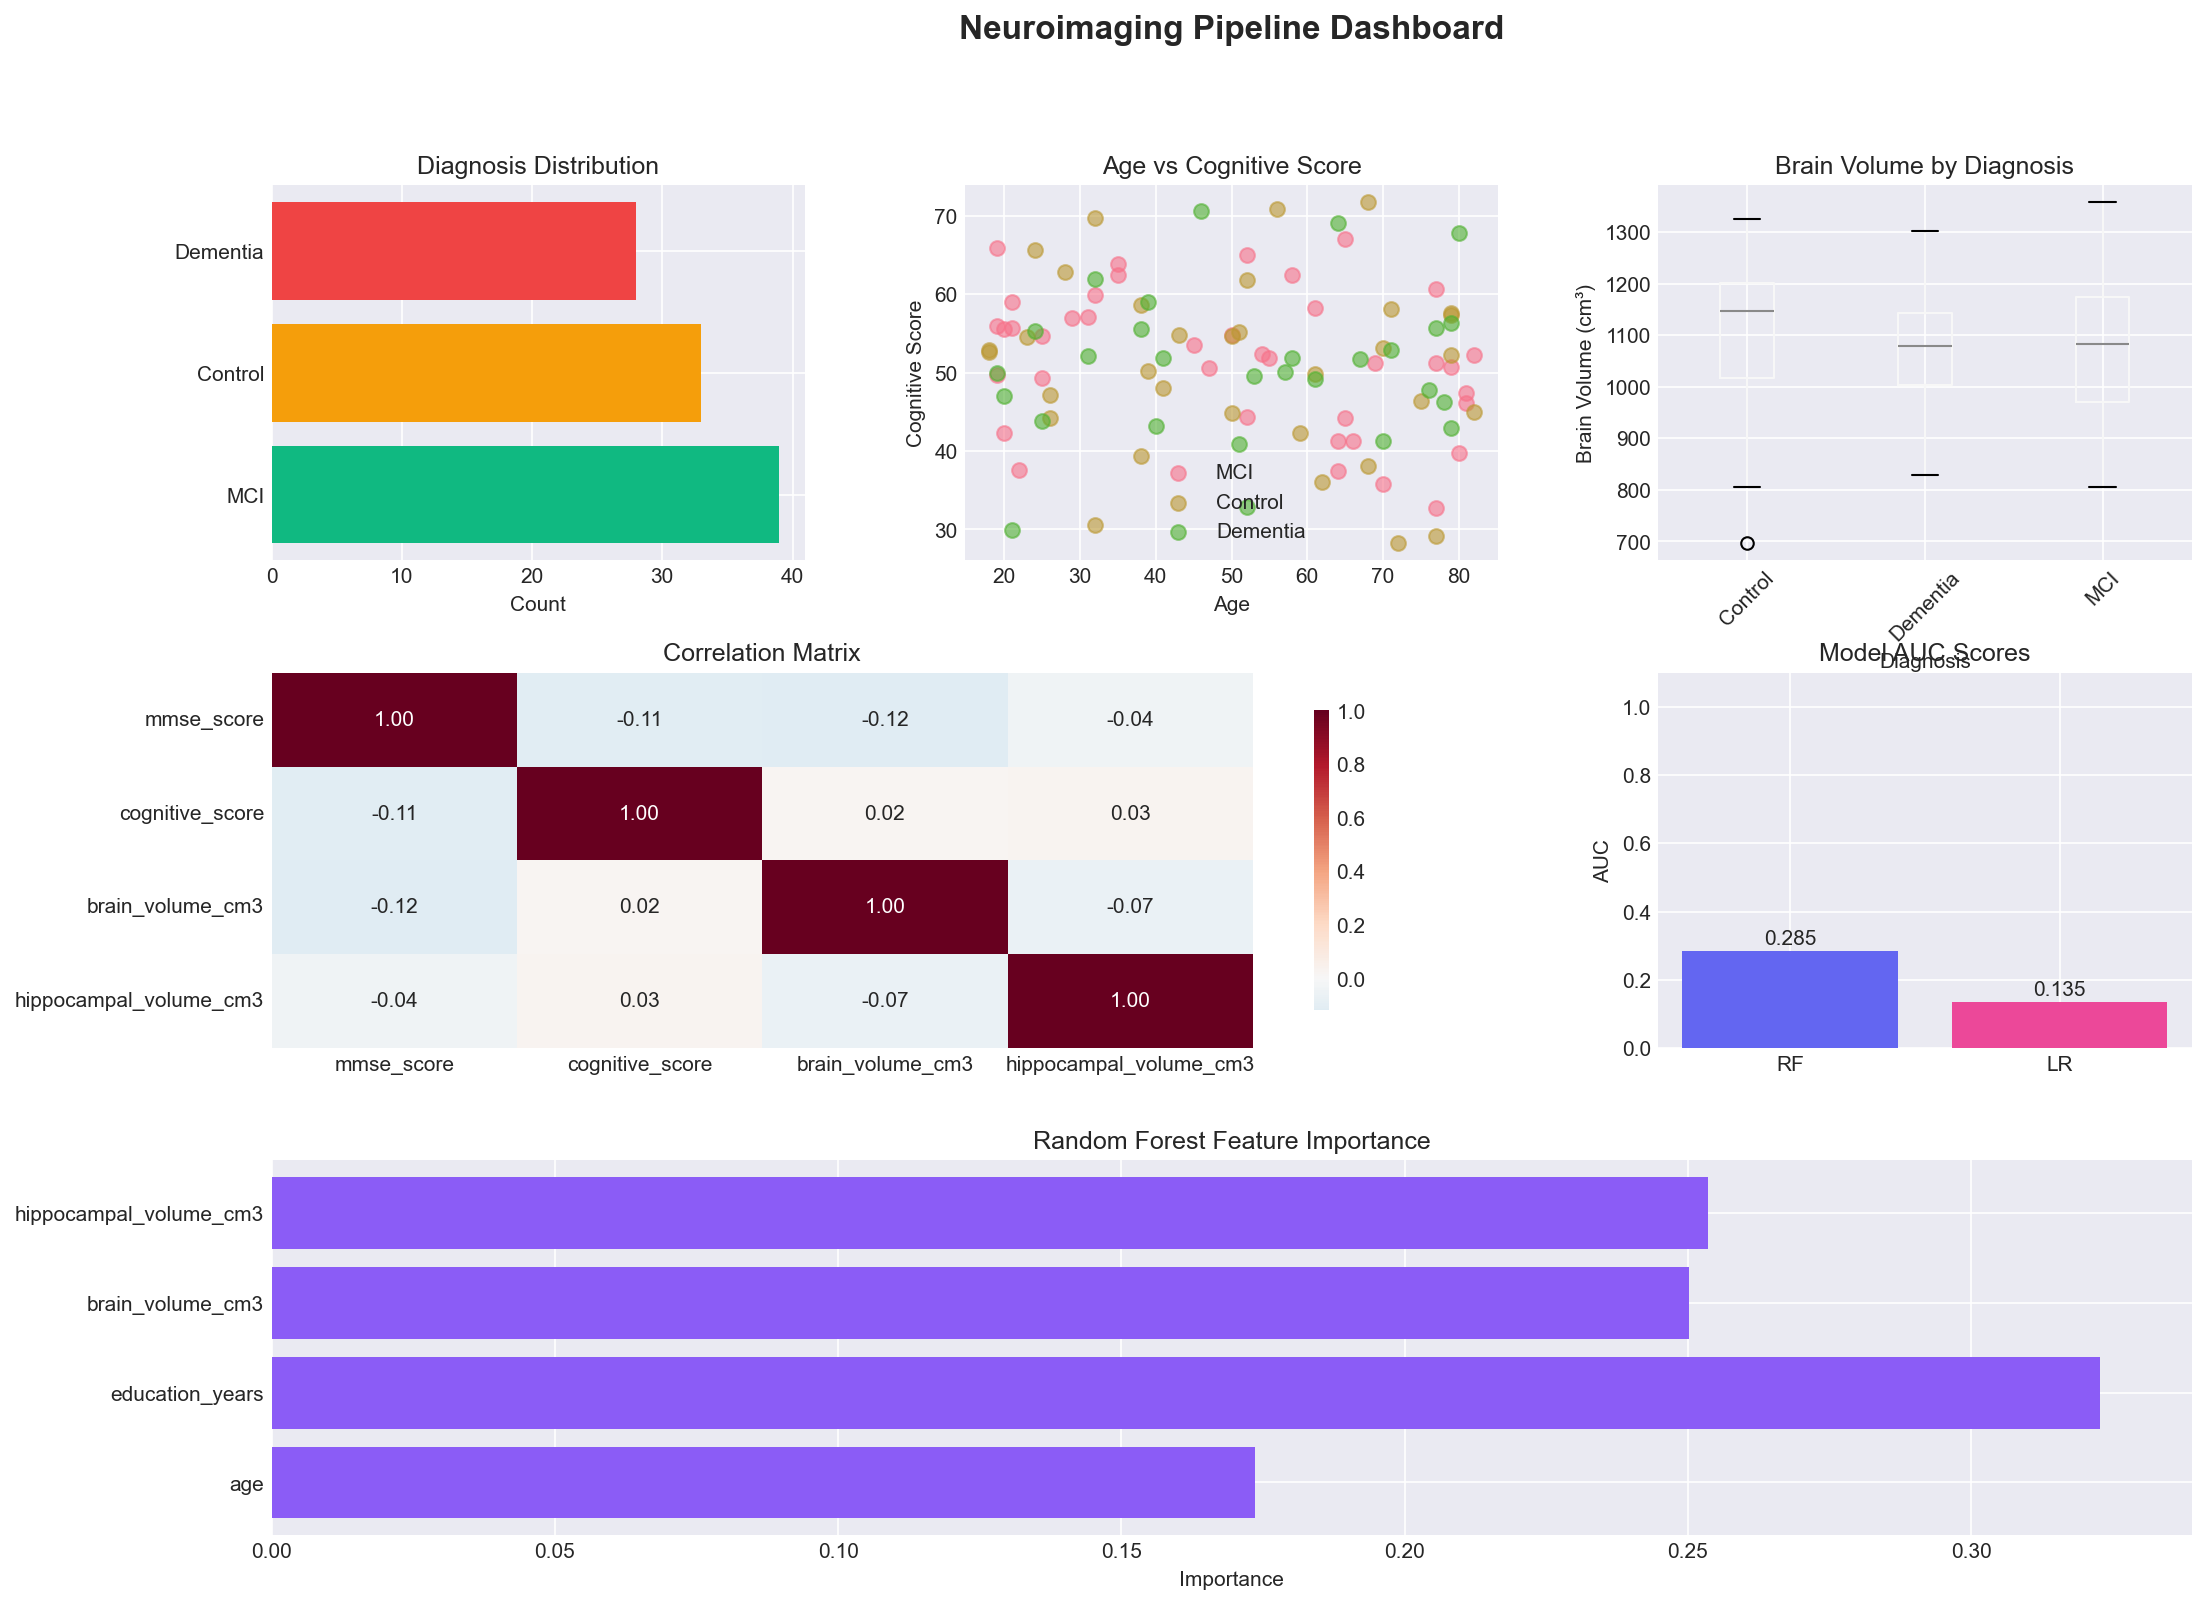 Neuroimaging Pipeline Dashboard
Diagnosis Distribution
Dementia
Control
MCI
0 10 20 30 40
Count
Age vs Cognitive Score
Cognitive Score
70
60
50
40
30
MCI
Control
Dementia
20 30 40 50 60 70 80
Age
Brain Volume by Diagnosis
Brain Volume (cm³)
1300
1200
1100
1000
900
800
700
Control
Dementia
MCI
Diagnosis
Correlation Matrix
mmse_score 1.00 -0.11 -0.12 -0.04
cognitive_score -0.11 1.00 0.02 0.03
brain_volume_cm3 -0.12 0.02 1.00 -0.07
hippocampal_volume_cm3 -0.04 0.03 -0.07 1.00
mmse_score cognitive_score brain_volume_cm3 hippocampal_volume_cm3
1.0
0.8
0.6
0.4
0.2
0.0
Model AUC Scores
AUC
1.0
0.8
0.6
0.4
0.2
0.0
0.285
0.135
RF LR
Random Forest Feature Importance
hippocampal_volume_cm3
brain_volume_cm3
education_years
age
0.00 0.05 0.10 0.15 0.20 0.25 0.30
Importance